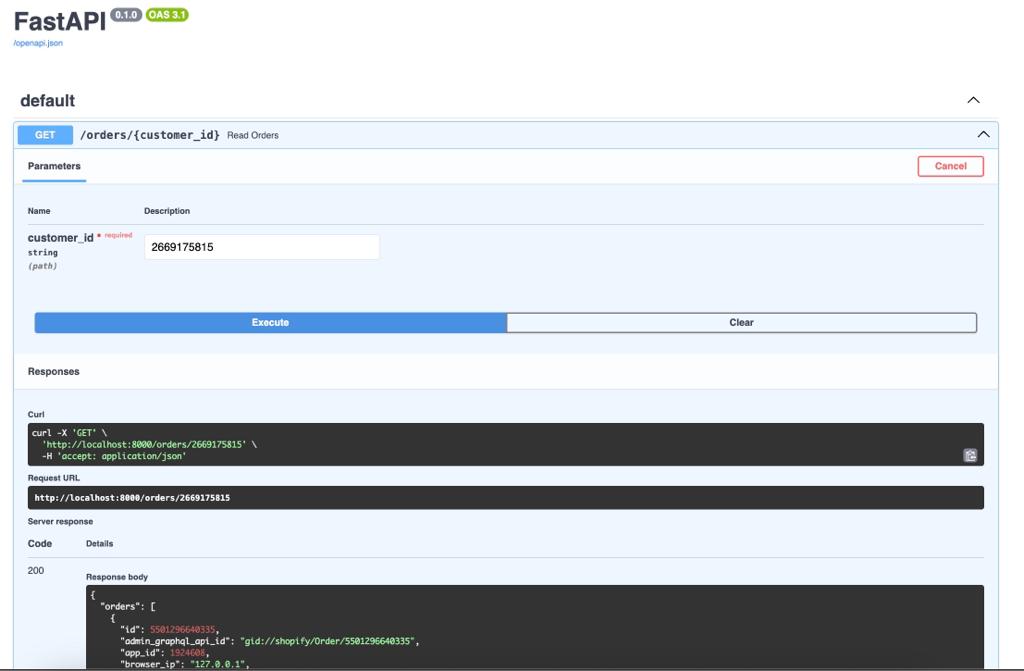 FastAPI 0.1.0 OAS 3.1
/openapi.json
default
GET /orders/{customer_id} Read Orders
Parameters
Cancel
Name Description
customer_id * required
string
(path)
2669175815
Execute Clear
Responses
Curl
curl -X 'GET' \
'http://localhost:8000/orders/2669175815' \
-H 'accept: application/json'
Request URL
http://localhost:8000/orders/2669175815
Server response
Code Details
200
Response body
{
"orders": [
{
"id": 5501296640335,
"admin_graphql_api_id": "gid://shopify/Order/5501296640335",
"app_id": 1924608,
"browser_ip": "127.0.0.1",